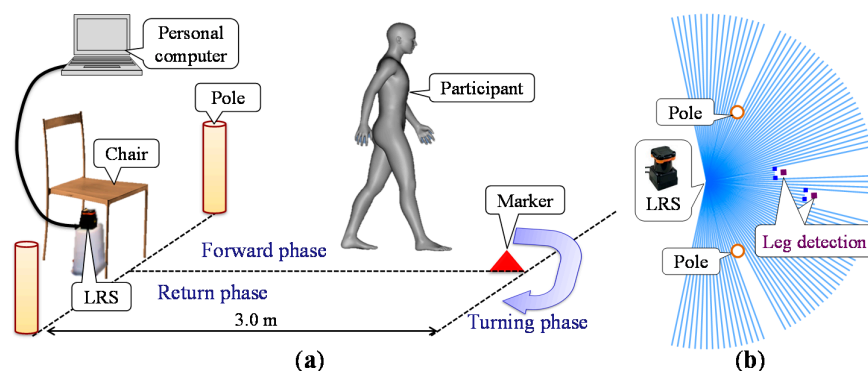 Personal
computer
Pole
Participant
Chair
Marker
Forward phase
LRS
Return phase
Turning phase
3.0 m
(a)
Pole
LRS
Leg detection
Pole
(b)